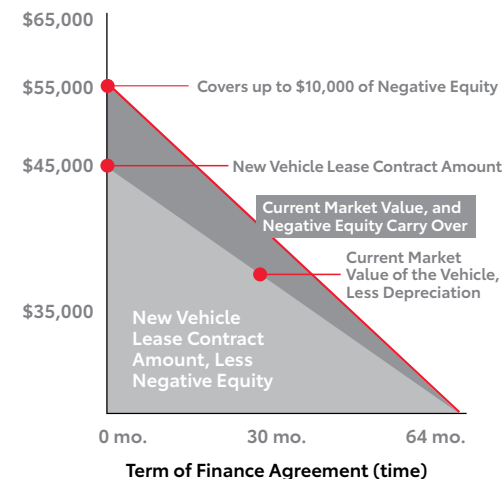 $65,000
$55,000
Covers up to $10,000 of Negative Equity
$45,000
New Vehicle Lease Contract Amount
Current Market Value, and
Negative Equity Carry Over
Current Market
Value of the Vehicle,
Less Depreciation
$35,000
New Vehicle
Lease Contract
Amount, Less
Negative Equity
0 mo.
30 mo.
64 mo.
Term of Finance Agreement (time)